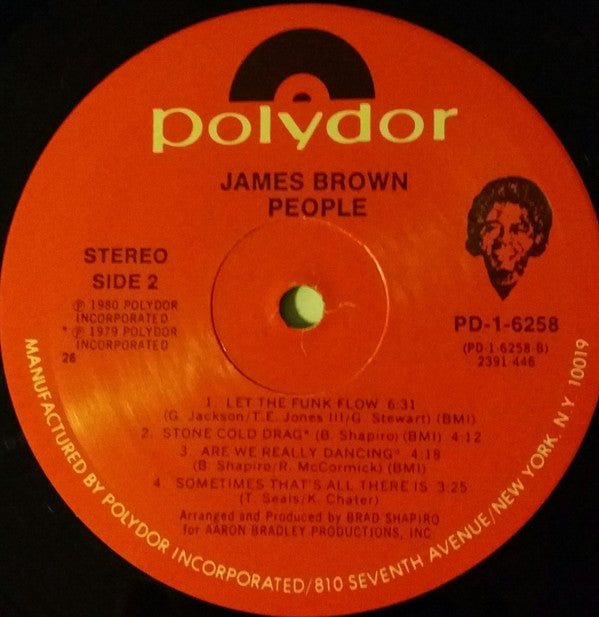 polydor
JAMES BROWN
PEOPLE
STEREO
SIDE 2
℗ 1980 POLYDOR
INCORPORATED
* ℗ 1979 POLYDOR
INCORPORATED
26
PD-1-6258
(PD-1-6258-B)
2391 446
1. LET THE FUNK FLOW 6:31
(G. Jackson/T.E. Jones III/G. Stewart) (BMI)
2. STONE COLD DRAG* (B. Shapiro) (BMI) 4:12
3. ARE WE REALLY DANCING* 4:18
(B. Shapiro/R. McCormick) (BMI)
4. SOMETIMES THAT'S ALL THERE IS 3:25
(T. Seals/K. Chater)
Arranged and Produced by BRAD SHAPIRO
for AARON BRADLEY PRODUCTIONS, INC
MANUFACTURED BY POLYDOR INCORPORATED/810 SEVENTH AVENUE/NEW YORK. N Y 10019